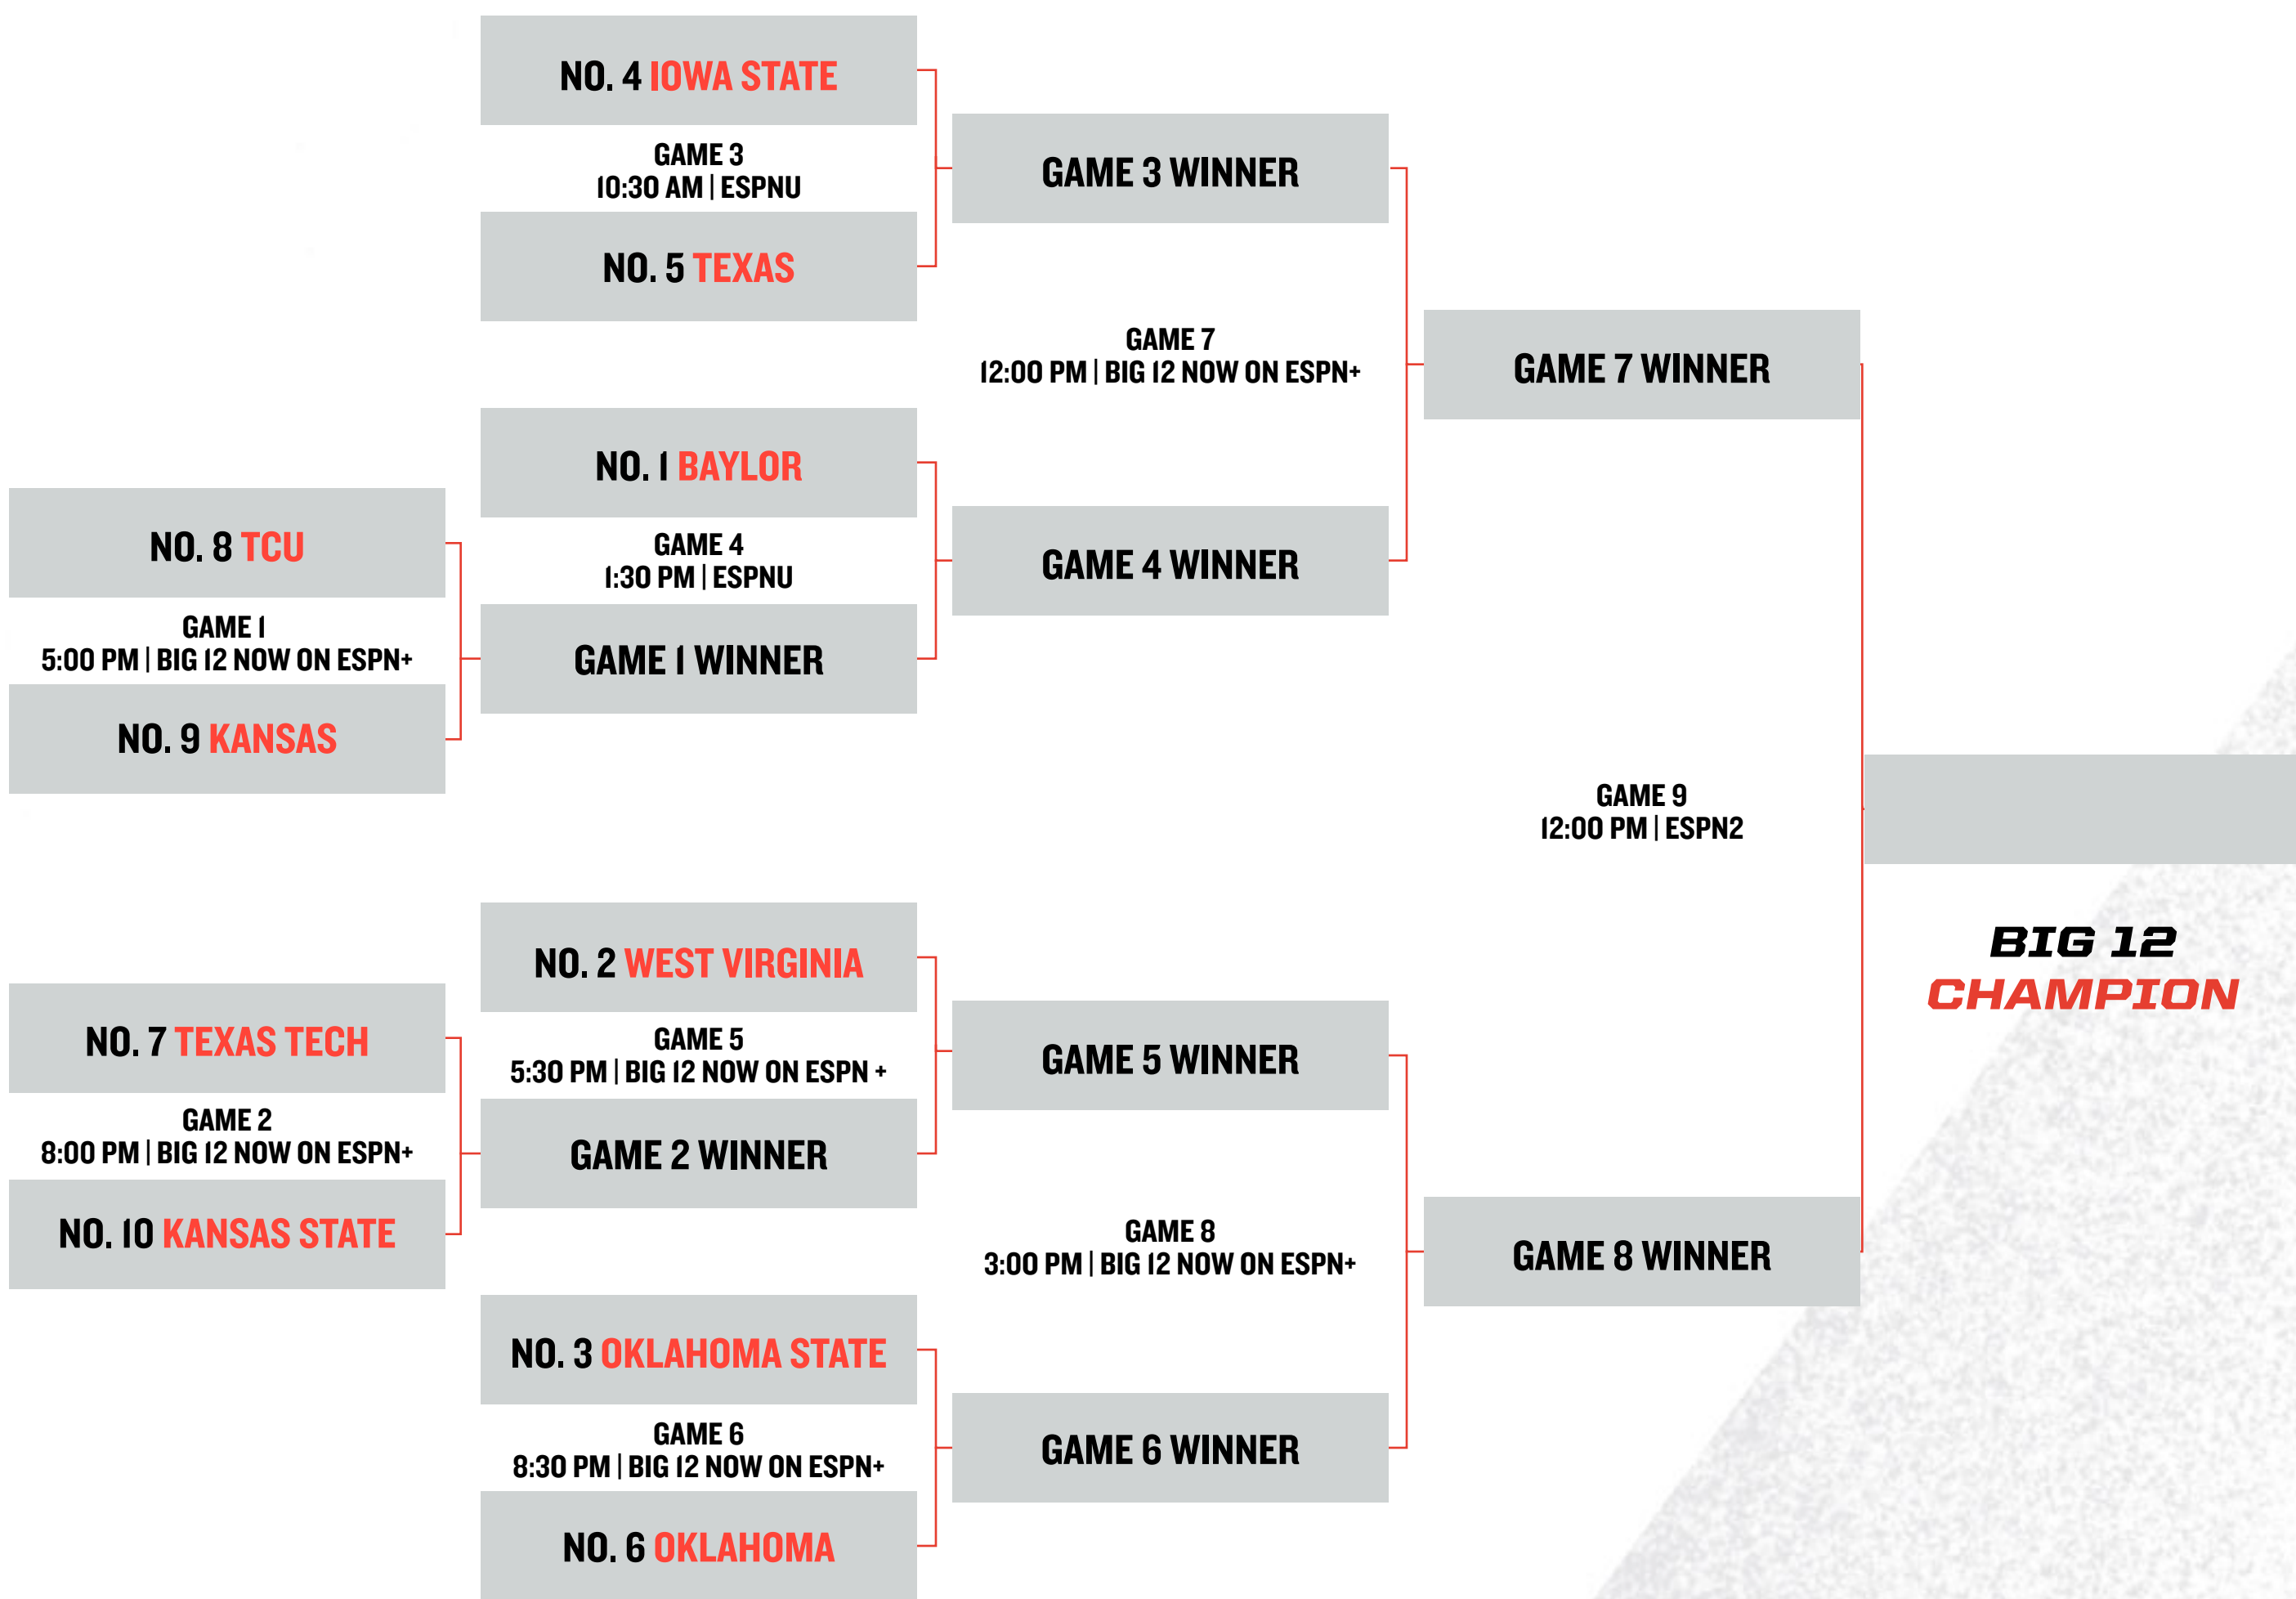 NO. 4 IOWA STATE
GAME 3
10:30 AM | ESPNU
NO. 5 TEXAS
GAME 3 WINNER
GAME 7
12:00 PM | BIG 12 NOW ON ESPN+
GAME 7 WINNER
NO. 1 BAYLOR
GAME 4
1:30 PM | ESPNU
GAME 1 WINNER
GAME 4 WINNER
NO. 8 TCU
GAME 1
5:00 PM | BIG 12 NOW ON ESPN+
NO. 9 KANSAS
GAME 9
12:00 PM | ESPN2
BIG 12
CHAMPION
NO. 2 WEST VIRGINIA
GAME 5
5:30 PM | BIG 12 NOW ON ESPN +
GAME 2 WINNER
GAME 5 WINNER
NO. 7 TEXAS TECH
GAME 2
8:00 PM | BIG 12 NOW ON ESPN+
NO. 10 KANSAS STATE
GAME 8
3:00 PM | BIG 12 NOW ON ESPN+
GAME 8 WINNER
NO. 3 OKLAHOMA STATE
GAME 6
8:30 PM | BIG 12 NOW ON ESPN+
NO. 6 OKLAHOMA
GAME 6 WINNER